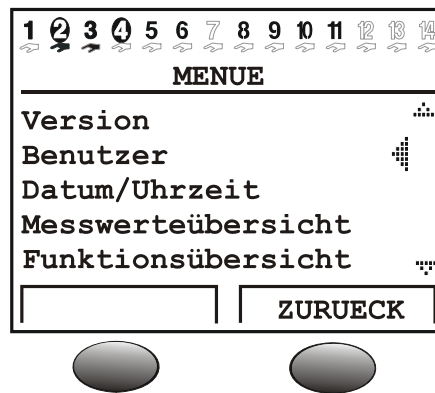 1 2 3 4 5 6 7 8 9 10 11 12 13 14
MENUE
Version
Benutzer
Datum/Uhrzeit
Messwerteübersicht
Funktionsübersicht
ZURUECK